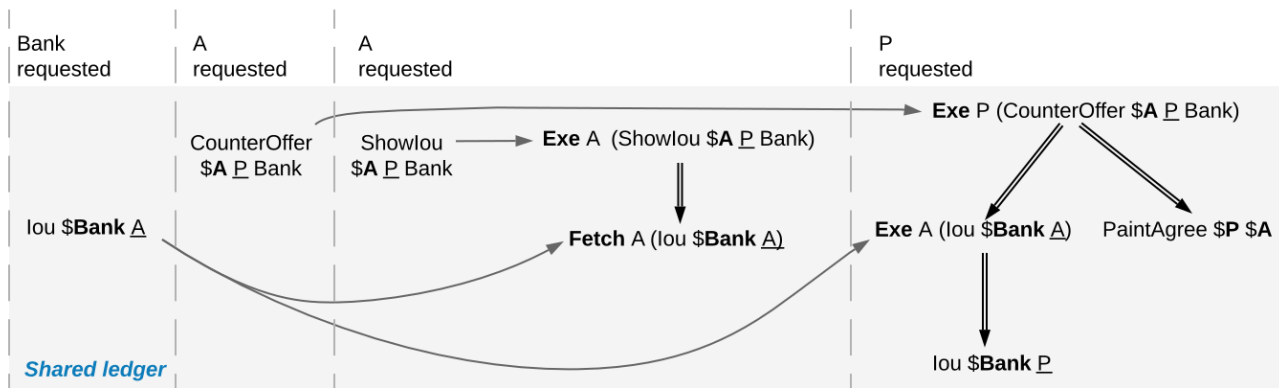 Bank
requested
A
requested
A
requested
P
requested
Exe P (CounterOffer $A P Bank)
CounterOffer
$A P Bank
ShowIou
$A P Bank
Exe A (ShowIou $A P Bank)
Iou $Bank A
Fetch A (Iou $Bank A)
Exe A (Iou $Bank A)
PaintAgree $P $A
Iou $Bank P
Shared ledger